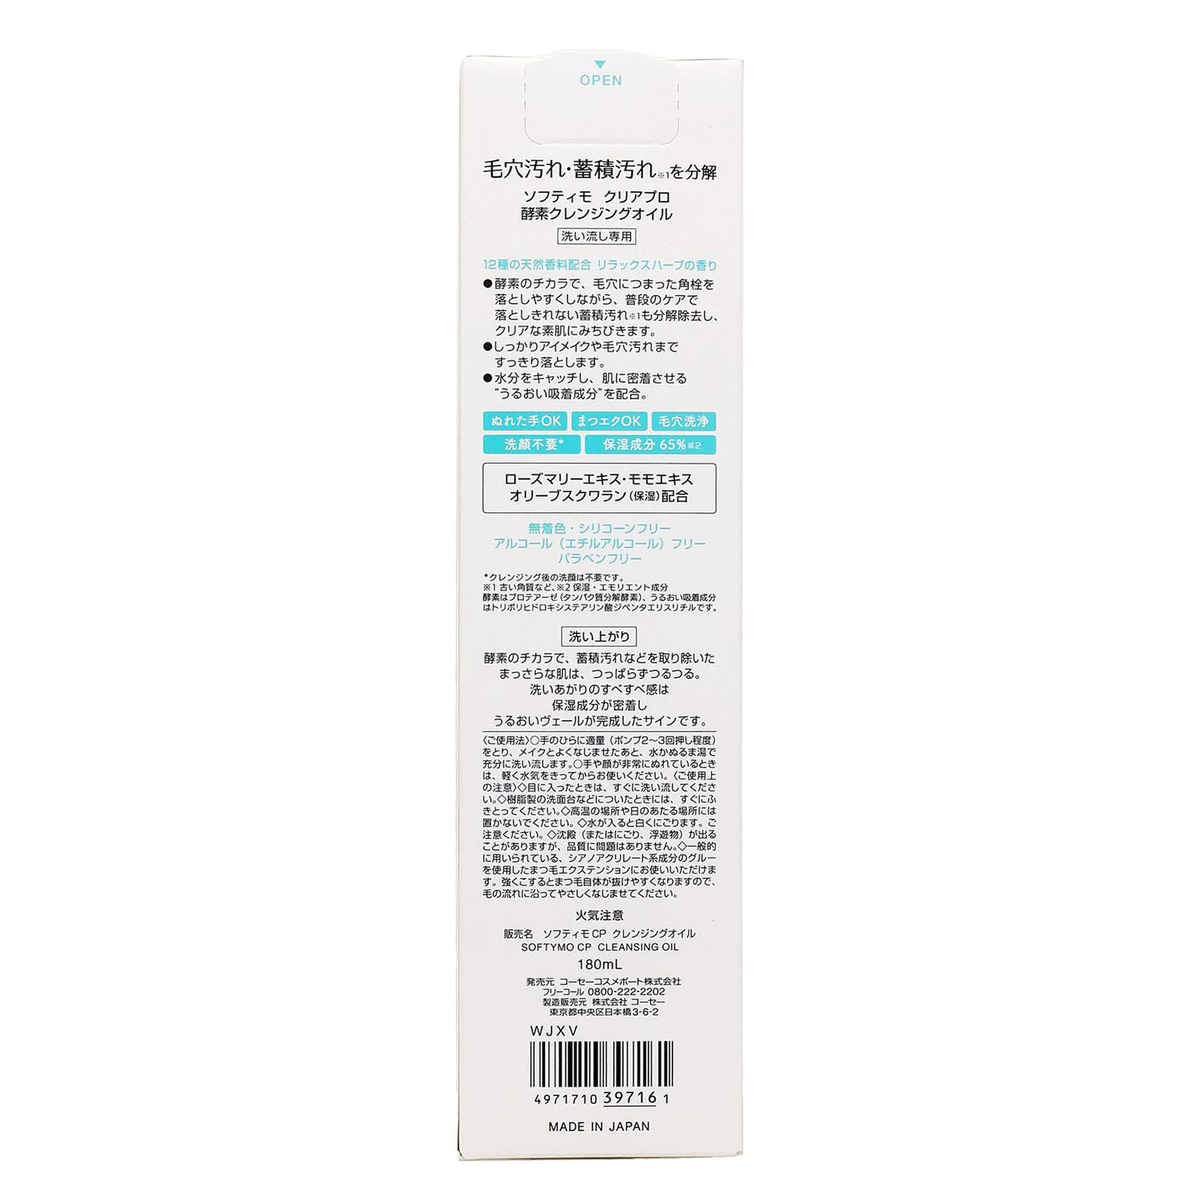 OPEN
毛穴汚れ・蓄積汚れ※1を分解
ソフティモ クリアプロ
酵素クレンジングオイル
洗い流し専用
12種の天然香料配合 リラックスハーブの香り
●酵素のチカラで、毛穴につまった角栓を
落としやすくしながら、普段のケアで
落としきれない蓄積汚れ※1も分解除去し、
クリアな素肌にみちびきます。
●しっかりアイメイクや毛穴汚れまで
すっきり落とします。
●水分をキャッチし、肌に密着させる
“うるおい吸着成分”を配合。
ぬれた手OK まつエクOK 毛穴洗浄
洗顔不要* 保湿成分 65%※2
ローズマリーエキス・モモエキス
オリーブスクワラン(保湿)配合
無着色・シリコーンフリー
アルコール（エチルアルコール）フリー
パラベンフリー
*クレンジング後の洗顔は不要です。
※1 古い角質など、※2 保湿・エモリエント成分
酵素はプロテアーゼ(タンパク質分解酵素)、うるおい吸着成分
はトリポリヒドロキシステアリン酸ジペンタエリスリチルです。
洗い上がり
酵素のチカラで、蓄積汚れなどを取り除いた
まっさらな肌は、つっぱらずつるつる。
洗いあがりのすべすべ感は
保湿成分が密着し
うるおいヴェールが完成したサインです。
〈ご使用法〉○手のひらに適量（ポンプ2〜3回押し程度）
をとり、メイクとよくなじませたあと、水かぬるま湯で
充分に洗い流します。○手や顔が非常にぬれているとき
は、軽く水気をきってからお使いください。〈ご使用上
の注意〉◇目に入ったときは、すぐに洗い流してくださ
い。◇樹脂製の洗面台などについたときには、すぐにふ
きとってください。◇高温の場所や日のあたる場所には
置かないでください。◇水が入ると白くにごります。ご
注意ください。◇沈殿（またはにごり、浮遊物）が出る
ことがありますが、品質に問題はありません。◇一般的
に用いられている、シアノアクリレート系成分のグルー
を使用したまつ毛エクステンションにお使いいただけま
す。強くこするとまつ毛自体が抜けやすくなりますので、
毛の流れに沿ってやさしくなじませてください。
火気注意
販売名 ソフティモCP クレンジングオイル
SOFTYMO CP CLEANSING OIL
180mL
発売元 コーセーコスメポート株式会社
フリーコール 0800-222-2202
製造販売元 株式会社 コーセー
東京都中央区日本橋3-6-2
WJXV
4971710 39716 1
MADE IN JAPAN